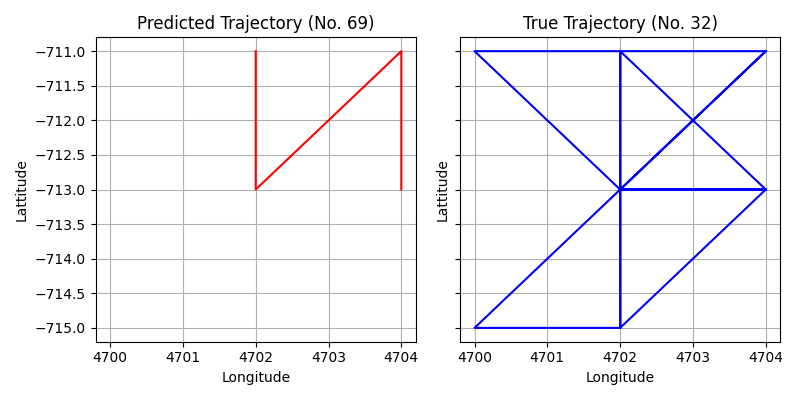 Predicted Trajectory (No. 69)
True Trajectory (No. 32)
Lattitude
−711.0
−711.5
−712.0
−712.5
−713.0
−713.5
−714.0
−714.5
−715.0
4700 4701 4702 4703 4704
Longitude
Lattitude
4700 4701 4702 4703 4704
Longitude